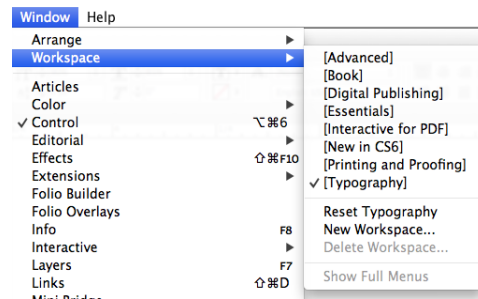 Window Help
Arrange
Workspace
Articles
Color
Control ⌥⌘6
Editorial
Effects ⇧⌘F10
Extensions
Folio Builder
Folio Overlays
Info F8
Interactive
Layers F7
Links ⇧⌘D
Mini Bridge
[Advanced]
[Book]
[Digital Publishing]
[Essentials]
[Interactive for PDF]
[New in CS6]
[Printing and Proofing]
[Typography]
Reset Typography
New Workspace...
Delete Workspace...
Show Full Menus